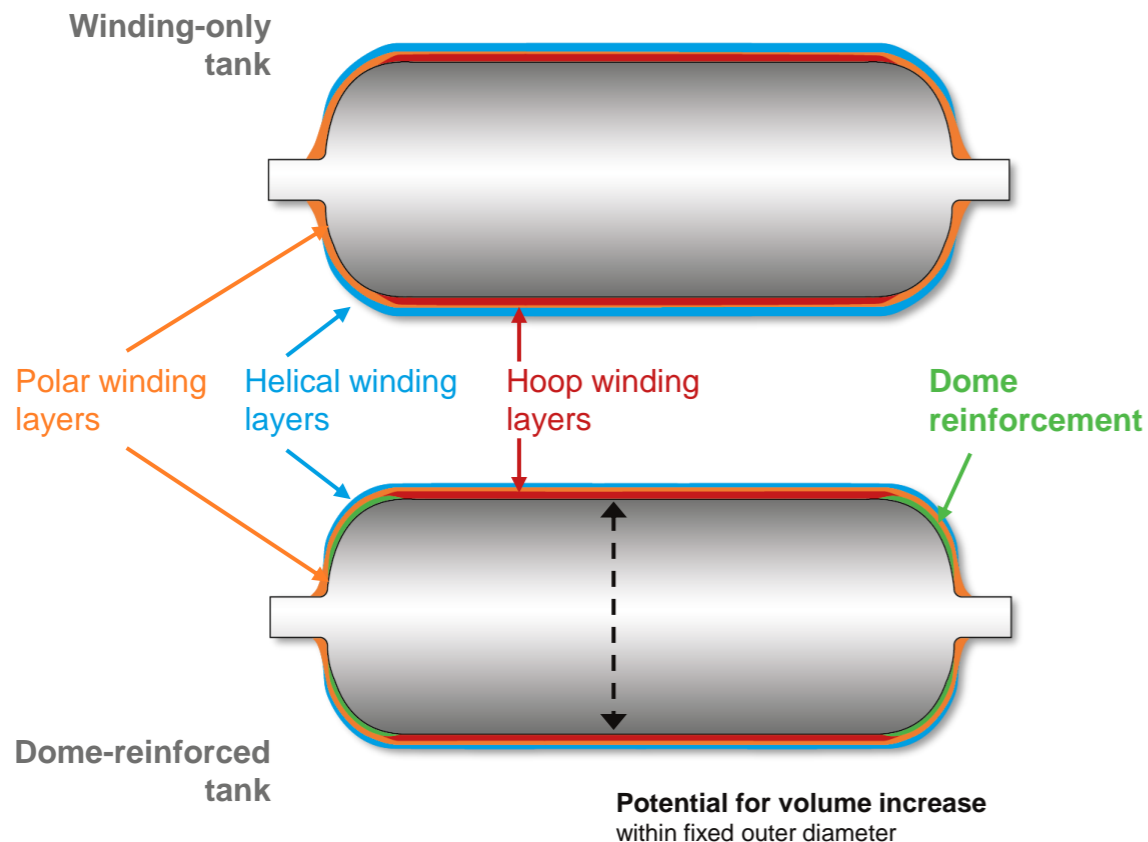 Winding-only
tank
Polar winding
layers
Helical winding
layers
Hoop winding
layers
Dome
reinforcement
Dome-reinforced
tank
Potential for volume increase
within fixed outer diameter